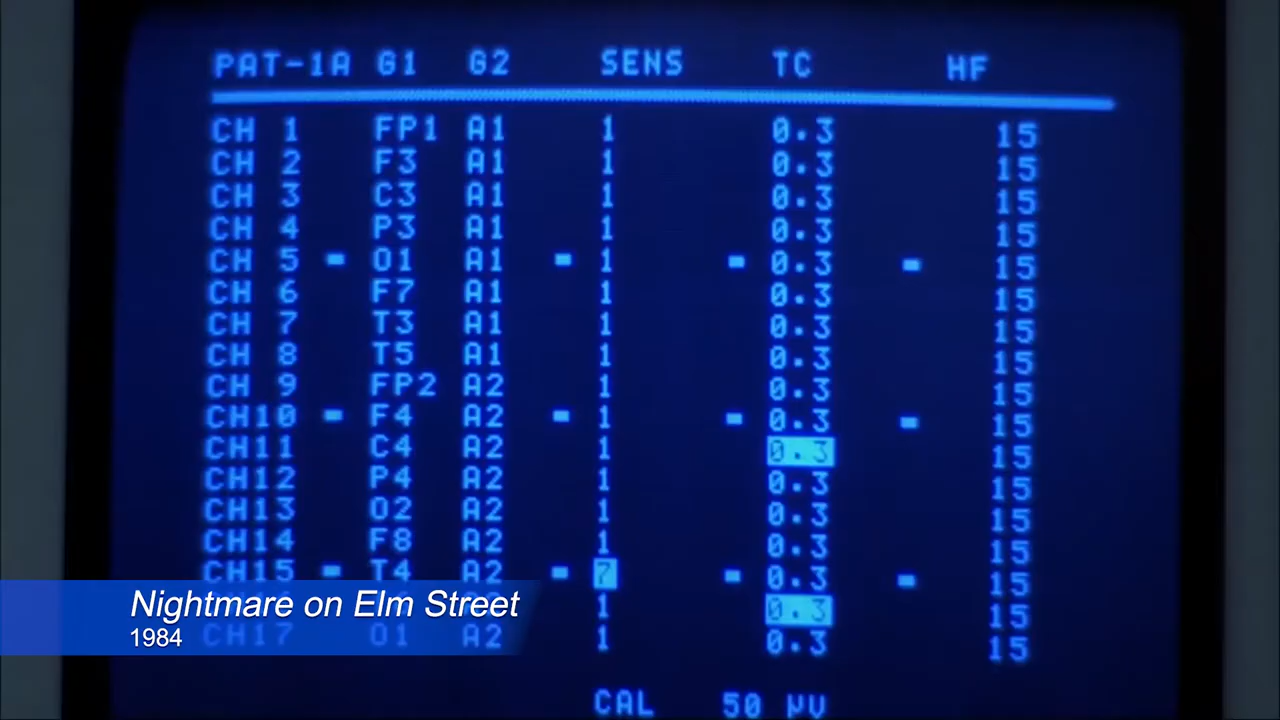 PAT-1A G1 G2 SENS TC HF
CH 1 FP1 A1 1 0.3 15
CH 2 F3 A1 1 0.3 15
CH 3 C3 A1 1 0.3 15
CH 4 P3 A1 1 0.3 15
CH 5 - O1 A1 - 1 - 0.3 - 15
CH 6 F7 A1 1 0.3 15
CH 7 T3 A1 1 0.3 15
CH 8 T5 A1 1 0.3 15
CH 9 FP2 A2 1 0.3 15
CH10 - F4 A2 - 1 - 0.3 - 15
CH11 C4 A2 1 0.3 15
CH12 P4 A2 1 0.3 15
CH13 O2 A2 1 0.3 15
CH14 F8 A2 1 0.3 15
CH15 - T4 A2 - 7 - 0.3 - 15
1 0.3 15
CH17 O1 A2 1 0.3 15
CAL 50 µV
Nightmare on Elm Street
1984